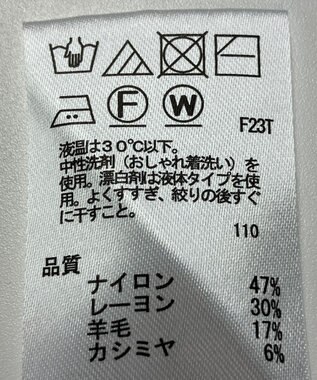 F
W
F23T
液温は３０℃以下。
中性洗剤（おしゃれ着洗い）を
使用。漂白剤は液体タイプを使
用。よくすすぎ、絞りの後すぐ
に干すこと。
110
品質
ナイロン 47%
レーヨン 30%
羊毛 17%
カシミヤ 6%